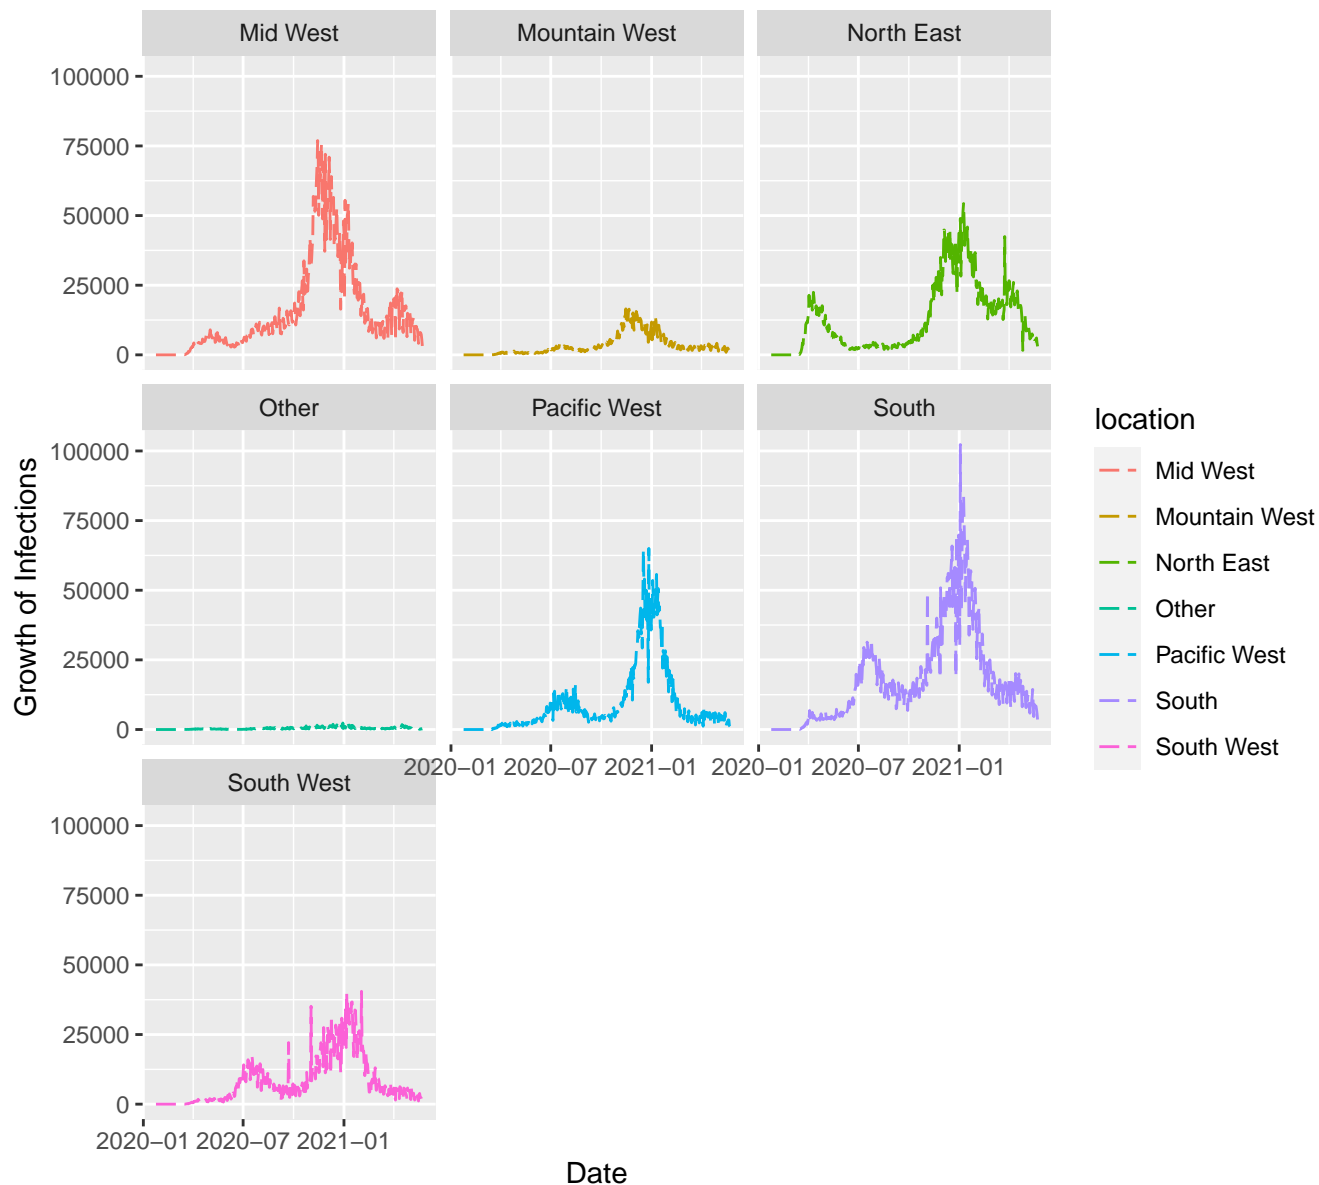 Mid West
Mountain West
North East
100000
75000
50000
25000
0
Other
Pacific West
South
100000
75000
50000
25000
0
2020−01 2020−07 2021−01
2020−01 2020−07 2021−01
South West
100000
75000
50000
25000
0
2020−01 2020−07 2021−01
Date
Growth of Infections
location
Mid West
Mountain West
North East
Other
Pacific West
South
South West